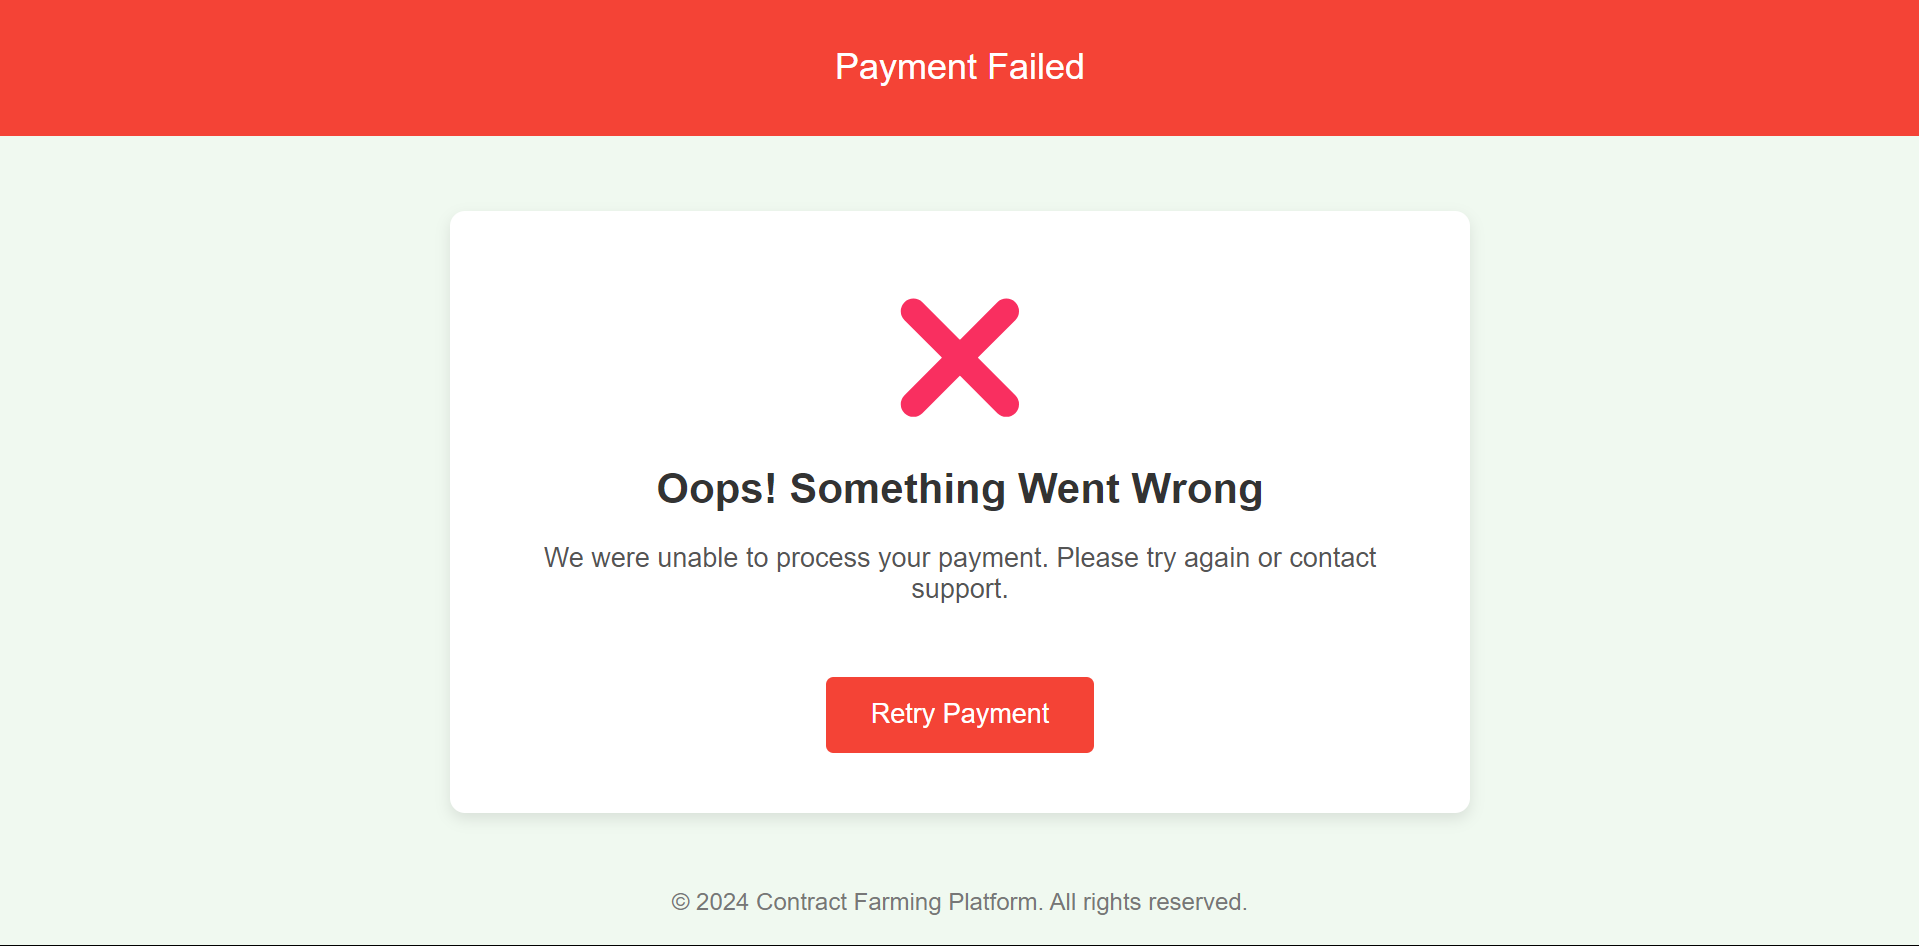 Payment Failed
Oops! Something Went Wrong
We were unable to process your payment. Please try again or contact
support.
Retry Payment
© 2024 Contract Farming Platform. All rights reserved.